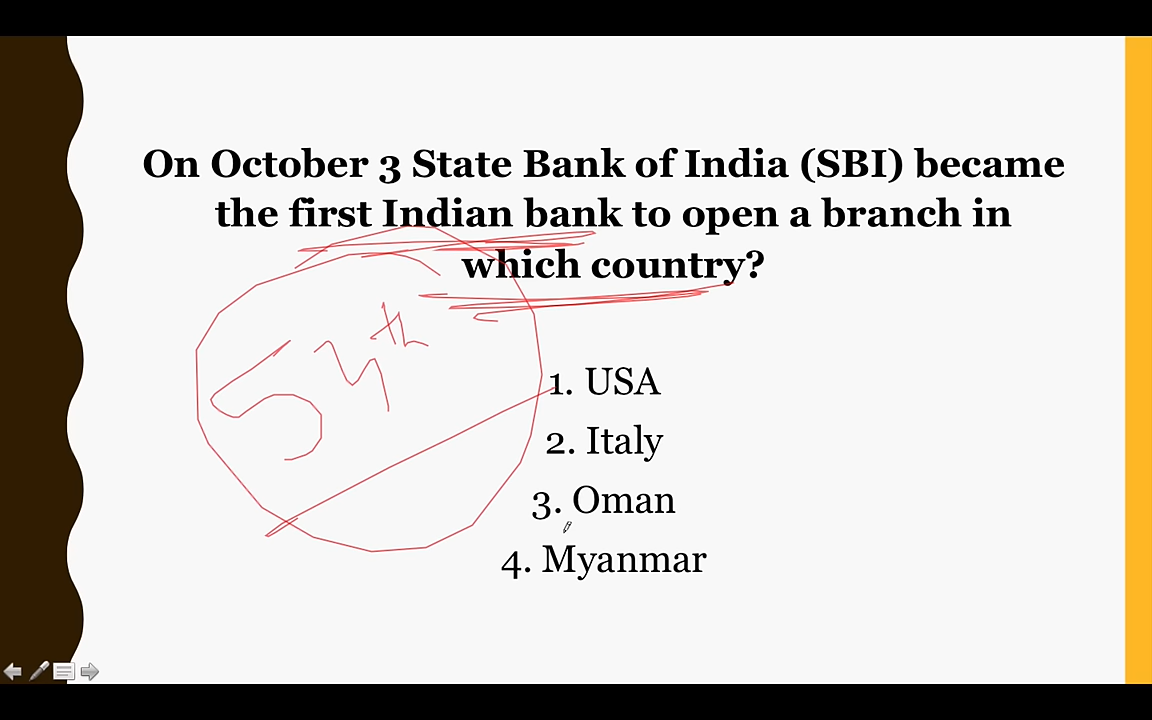 On October 3 State Bank of India (SBI) became
the first Indian bank to open a branch in
which country?
54th
1. USA
2. Italy
3. Oman
4. Myanmar